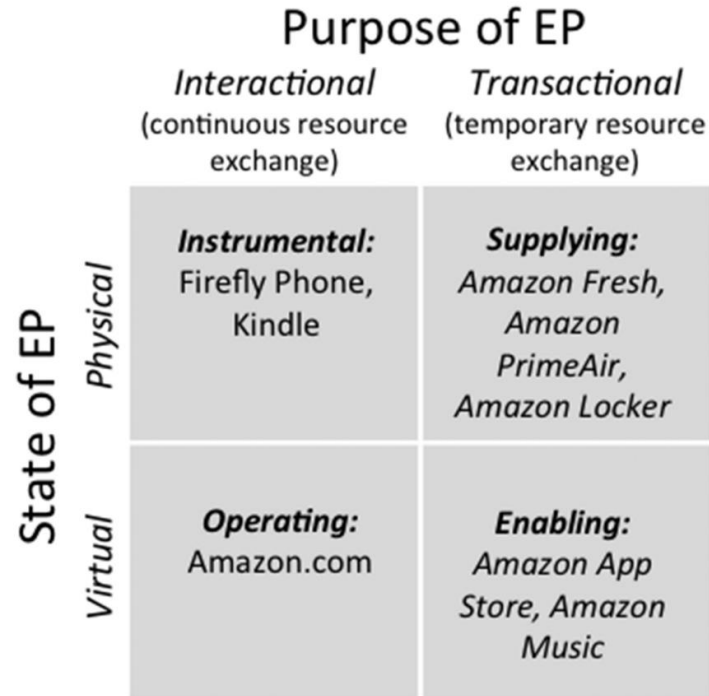 Purpose of EP
Interactional
(continuous resource
exchange)
Transactional
(temporary resource
exchange)
State of EP
Physical
Instrumental:
Firefly Phone,
Kindle
Supplying:
Amazon Fresh,
Amazon
PrimeAir,
Amazon Locker
Virtual
Operating:
Amazon.com
Enabling:
Amazon App
Store, Amazon
Music